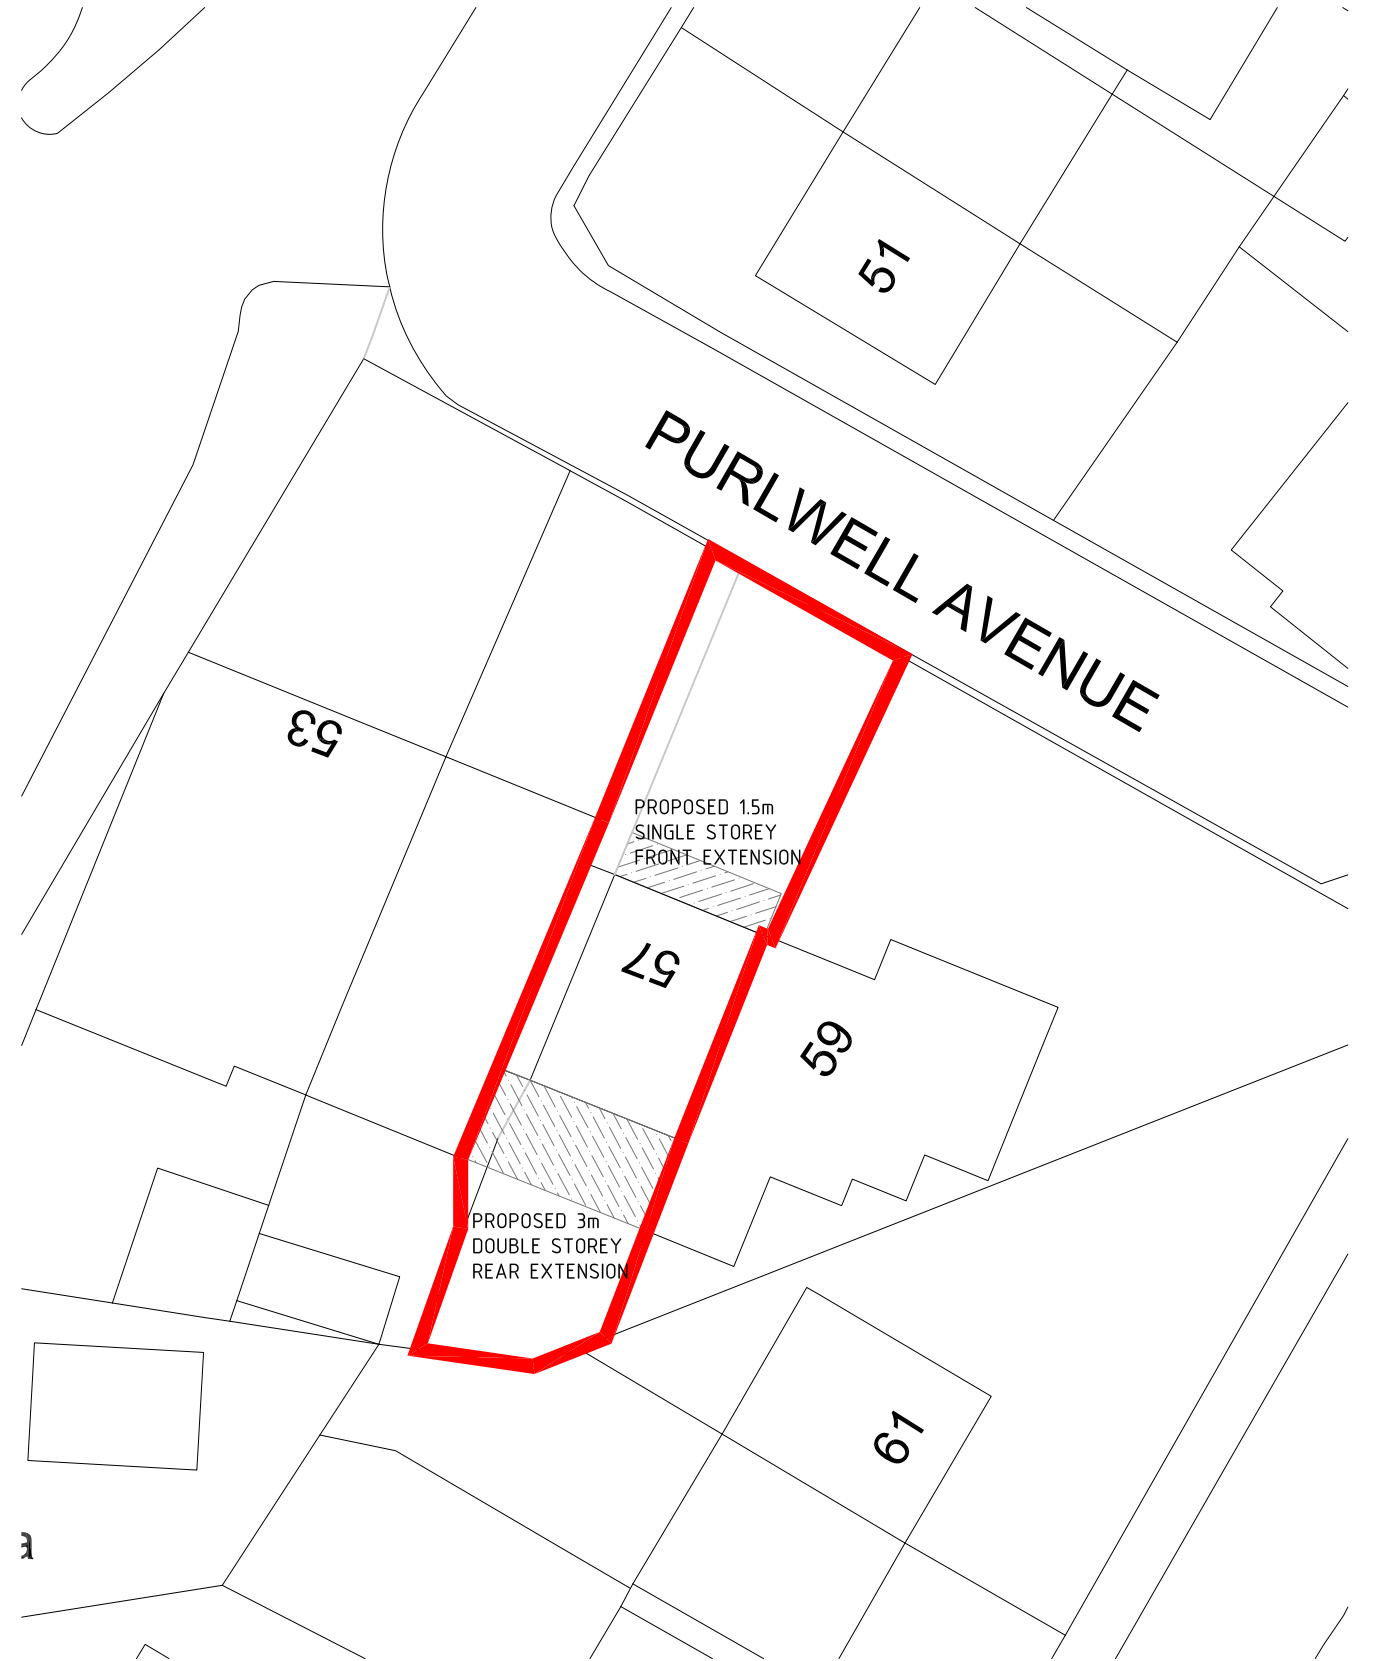 51
PURLWELL AVENUE
53
PROPOSED 1.5m
SINGLE STOREY
FRONT EXTENSION
57
59
PROPOSED 3m
DOUBLE STOREY
REAR EXTENSION
61
a